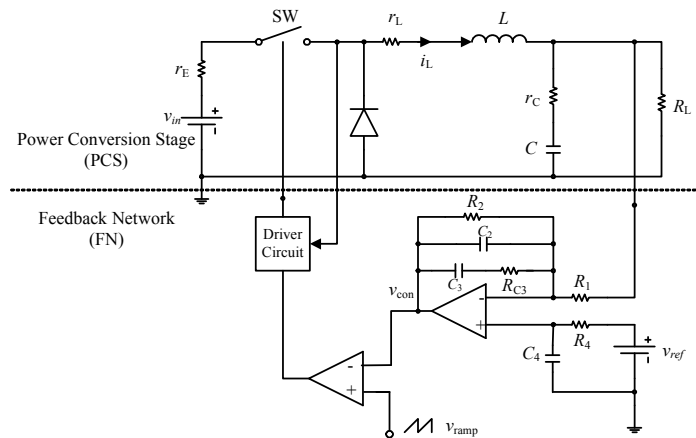 SW
r_L
L
i_L
r_E
v_in
+
-
r_C
C
R_L
Power Conversion Stage
(PCS)
Feedback Network
(FN)
Driver
Circuit
R_2
C_2
C_3
R_C3
R_1
v_con
-
+
C_4
R_4
+
-
v_ref
-
+
v_ramp